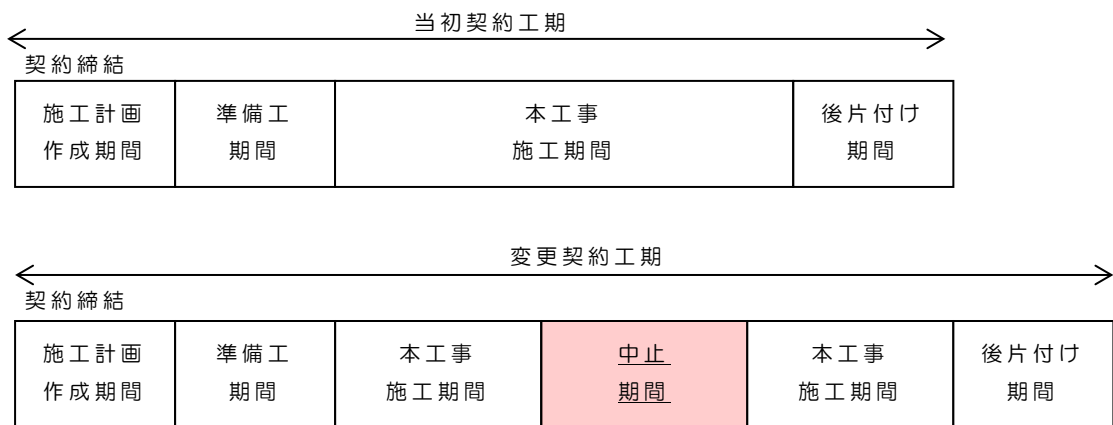 当初契約工期
契約締結
施工計画 準備工 本工事 後片付け
作成期間 期間 施工期間 期間
変更契約工期
契約締結
施工計画 準備工 本工事 中止 本工事 後片付け
作成期間 期間 施工期間 期間 施工期間 期間